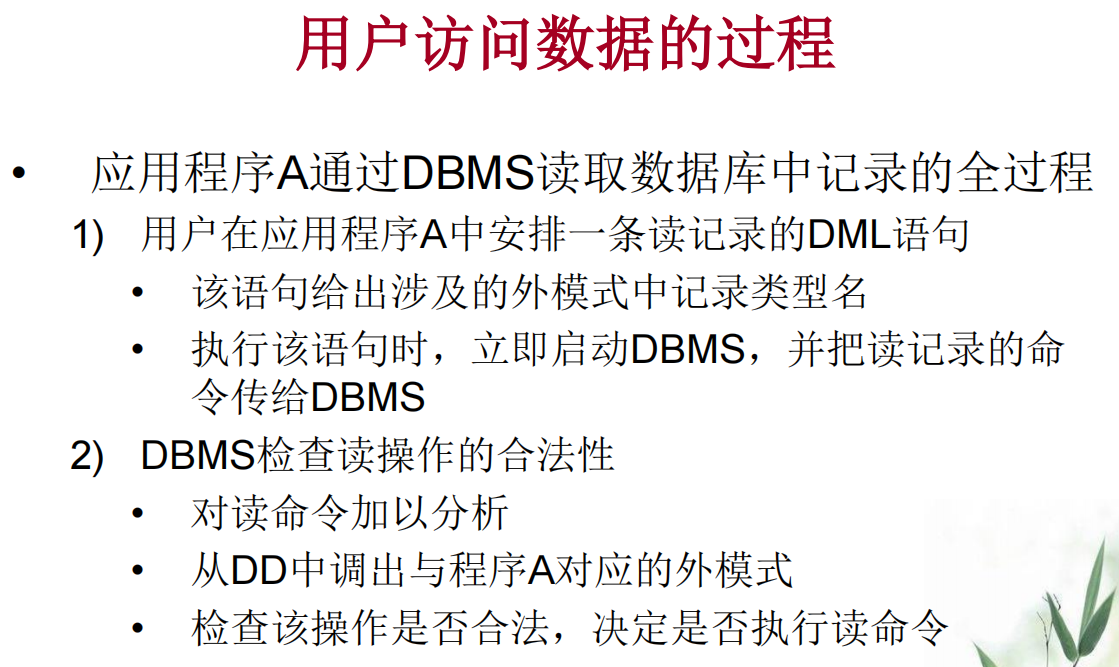 用户访问数据的过程
• 应用程序A通过DBMS读取数据库中记录的全过程
1) 用户在应用程序A中安排一条读记录的DML语句
• 该语句给出涉及的外模式中记录类型名
• 执行该语句时，立即启动DBMS，并把读记录的命
令传给DBMS
2) DBMS检查读操作的合法性
• 对读命令加以分析
• 从DD中调出与程序A对应的外模式
• 检查该操作是否合法，决定是否执行读命令